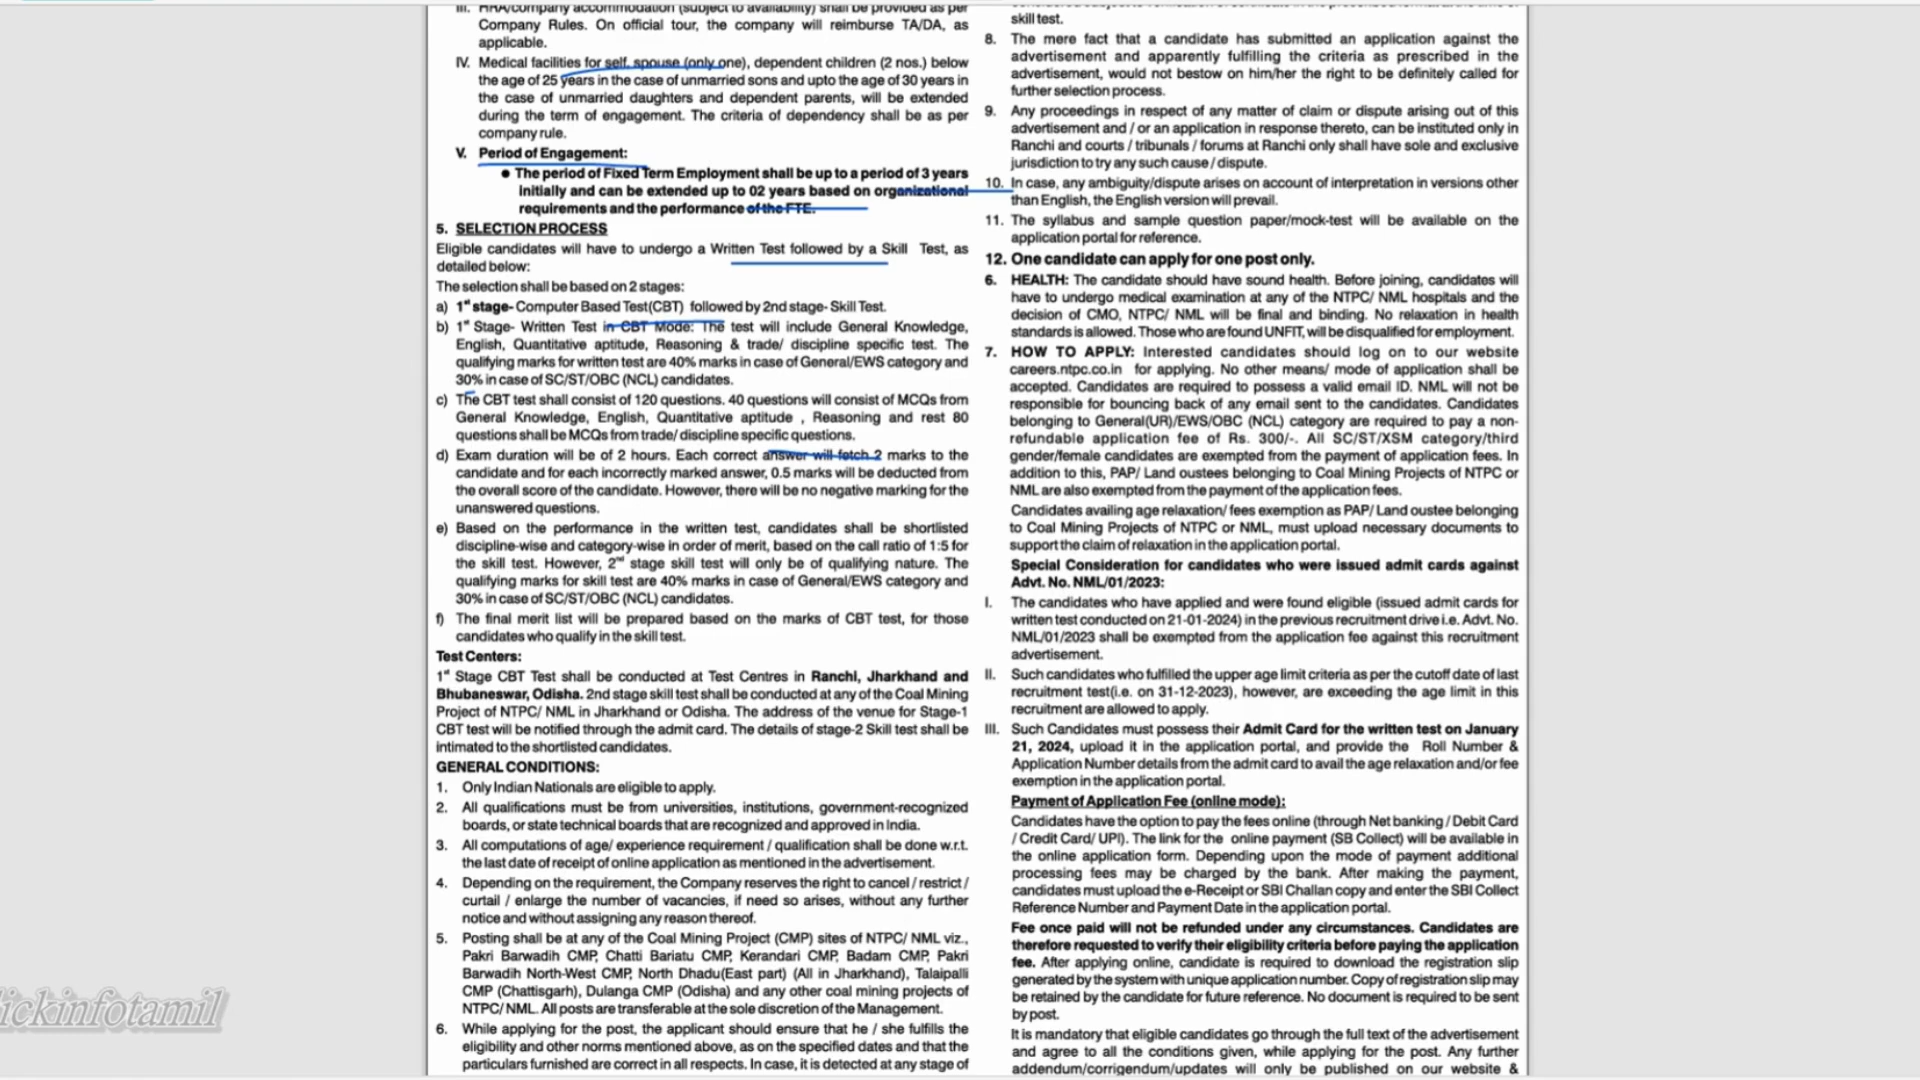 III. HRA/company accommodation (subject to availability) shall be provided as per
Company Rules. On official tour, the company will reimburse TA/DA, as
applicable.
IV. Medical facilities for self, spouse (only one), dependent children (2 nos.) below
the age of 25 years in the case of unmarried sons and upto the age of 30 years in
the case of unmarried daughters and dependent parents, will be extended
during the term of engagement. The criteria of dependency shall be as per
company rule.
V. Period of Engagement:
● The period of Fixed Term Employment shall be up to a period of 3 years
initially and can be extended up to 02 years based on organizational
requirements and the performance of the FTE.
5. SELECTION PROCESS
Eligible candidates will have to undergo a Written Test followed by a Skill Test, as
detailed below:
The selection shall be based on 2 stages:
a) 1st stage- Computer Based Test(CBT) followed by 2nd stage- Skill Test.
b) 1st Stage- Written Test in CBT Mode: The test will include General Knowledge,
English, Quantitative aptitude, Reasoning & trade/ discipline specific test. The
qualifying marks for written test are 40% marks in case of General/EWS category and
30% in case of SC/ST/OBC (NCL) candidates.
c) The CBT test shall consist of 120 questions. 40 questions will consist of MCQs from
General Knowledge, English, Quantitative aptitude , Reasoning and rest 80
questions shall be MCQs from trade/ discipline specific questions.
d) Exam duration will be of 2 hours. Each correct answer will fetch 2 marks to the
candidate and for each incorrectly marked answer, 0.5 marks will be deducted from
the overall score of the candidate. However, there will be no negative marking for the
unanswered questions.
e) Based on the performance in the written test, candidates shall be shortlisted
discipline-wise and category-wise in order of merit, based on the call ratio of 1:5 for
the skill test. However, 2nd stage skill test will only be of qualifying nature. The
qualifying marks for skill test are 40% marks in case of General/EWS category and
30% in case of SC/ST/OBC (NCL) candidates.
f) The final merit list will be prepared based on the marks of CBT test, for those
candidates who qualify in the skill test.
Test Centers:
1st Stage CBT Test shall be conducted at Test Centres in Ranchi, Jharkhand and
Bhubaneswar, Odisha. 2nd stage skill test shall be conducted at any of the Coal Mining
Project of NTPC/ NML in Jharkhand or Odisha. The address of the venue for Stage-1
CBT test will be notified through the admit card. The details of stage-2 Skill test shall be
intimated to the shortlisted candidates.
GENERAL CONDITIONS:
1. Only Indian Nationals are eligible to apply.
2. All qualifications must be from universities, institutions, government-recognized
boards, or state technical boards that are recognized and approved in India.
3. All computations of age/ experience requirement / qualification shall be done w.r.t.
the last date of receipt of online application as mentioned in the advertisement.
4. Depending on the requirement, the Company reserves the right to cancel / restrict /
curtail / enlarge the number of vacancies, if need so arises, without any further
notice and without assigning any reason thereof.
5. Posting shall be at any of the Coal Mining Project (CMP) sites of NTPC/ NML viz.,
Pakri Barwadih CMP, Chatti Bariatu CMP, Kerandari CMP, Badam CMP, Pakri
Barwadih North-West CMP, North Dhadu(East part) (All in Jharkhand), Talaipalli
CMP (Chattisgarh), Dulanga CMP (Odisha) and any other coal mining projects of
NTPC/ NML. All posts are transferable at the sole discretion of the Management.
6. While applying for the post, the applicant should ensure that he / she fulfills the
eligibility and other norms mentioned above, as on the specified dates and that the
particulars furnished are correct in all respects. In case, it is detected at any stage of
skill test.
8. The mere fact that a candidate has submitted an application against the
advertisement and apparently fulfilling the criteria as prescribed in the
advertisement, would not bestow on him/her the right to be definitely called for
further selection process.
9. Any proceedings in respect of any matter of claim or dispute arising out of this
advertisement and / or an application in response thereto, can be instituted only in
Ranchi and courts / tribunals / forums at Ranchi only shall have sole and exclusive
jurisdiction to try any such cause / dispute.
10. In case, any ambiguity/dispute arises on account of interpretation in versions other
than English, the English version will prevail.
11. The syllabus and sample question paper/mock-test will be available on the
application portal for reference.
12. One candidate can apply for one post only.
6. HEALTH: The candidate should have sound health. Before joining, candidates will
have to undergo medical examination at any of the NTPC/ NML hospitals and the
decision of CMO, NTPC/ NML will be final and binding. No relaxation in health
standards is allowed. Those who are found UNFIT, will be disqualified for employment.
7. HOW TO APPLY: Interested candidates should log on to our website
careers.ntpc.co.in for applying. No other means/ mode of application shall be
accepted. Candidates are required to possess a valid email ID. NML will not be
responsible for bouncing back of any email sent to the candidates. Candidates
belonging to General(UR)/EWS/OBC (NCL) category are required to pay a non-
refundable application fee of Rs. 300/-. All SC/ST/XSM category/third
gender/female candidates are exempted from the payment of application fees. In
addition to this, PAP/ Land oustees belonging to Coal Mining Projects of NTPC or
NML are also exempted from the payment of the application fees.
Candidates availing age relaxation/ fees exemption as PAP/ Land oustee belonging
to Coal Mining Projects of NTPC or NML, must upload necessary documents to
support the claim of relaxation in the application portal.
Special Consideration for candidates who were issued admit cards against
Advt. No. NML/01/2023:
I. The candidates who have applied and were found eligible (issued admit cards for
written test conducted on 21-01-2024) in the previous recruitment drive i.e. Advt. No.
NML/01/2023 shall be exempted from the application fee against this recruitment
advertisement.
II. Such candidates who fulfilled the upper age limit criteria as per the cutoff date of last
recruitment test(i.e. on 31-12-2023), however, are exceeding the age limit in this
recruitment are allowed to apply.
III. Such Candidates must possess their Admit Card for the written test on January
21, 2024, upload it in the application portal, and provide the Roll Number &
Application Number details from the admit card to avail the age relaxation and/or fee
exemption in the application portal.
Payment of Application Fee (online mode):
Candidates have the option to pay the fees online (through Net banking / Debit Card
/ Credit Card/ UPI). The link for the online payment (SB Collect) will be available in
the online application form. Depending upon the mode of payment additional
processing fees may be charged by the bank. After making the payment,
candidates must upload the e-Receipt or SBI Challan copy and enter the SBI Collect
Reference Number and Payment Date in the application portal.
Fee once paid will not be refunded under any circumstances. Candidates are
therefore requested to verify their eligibility criteria before paying the application
fee. After applying online, candidate is required to download the registration slip
generated by the system with unique application number. Copy of registration slip may
be retained by the candidate for future reference. No document is required to be sent
by post.
It is mandatory that eligible candidates go through the full text of the advertisement
and agree to all the conditions given, while applying for the post. Any further
addendum/corrigendum/updates will only be published on our website &
ickinfotamil